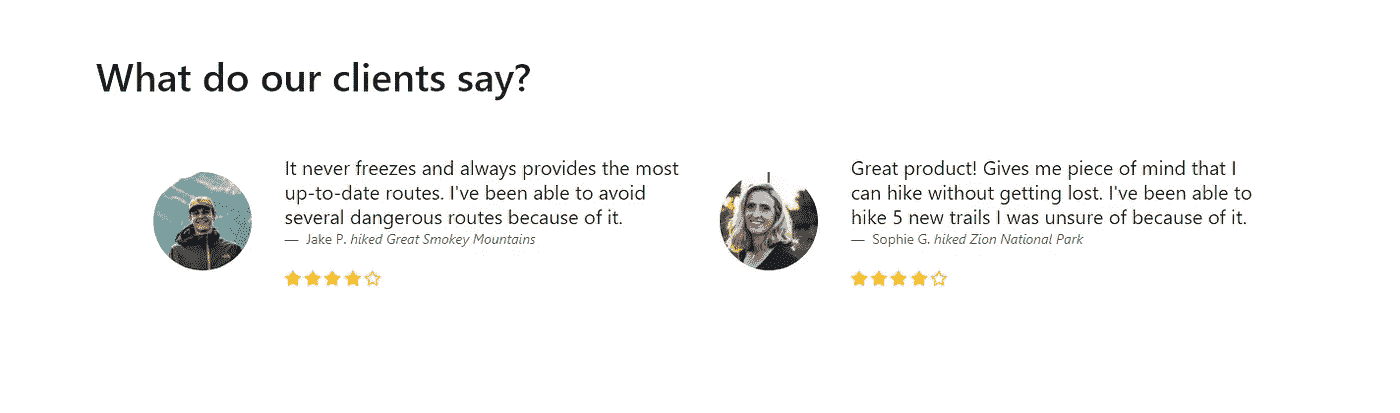 What do our clients say?
It never freezes and always provides the most
up-to-date routes. I've been able to avoid
several dangerous routes because of it.
— Jake P. hiked Great Smokey Mountains
Great product! Gives me piece of mind that I
can hike without getting lost. I've been able to
hike 5 new trails I was unsure of because of it.
— Sophie G. hiked Zion National Park